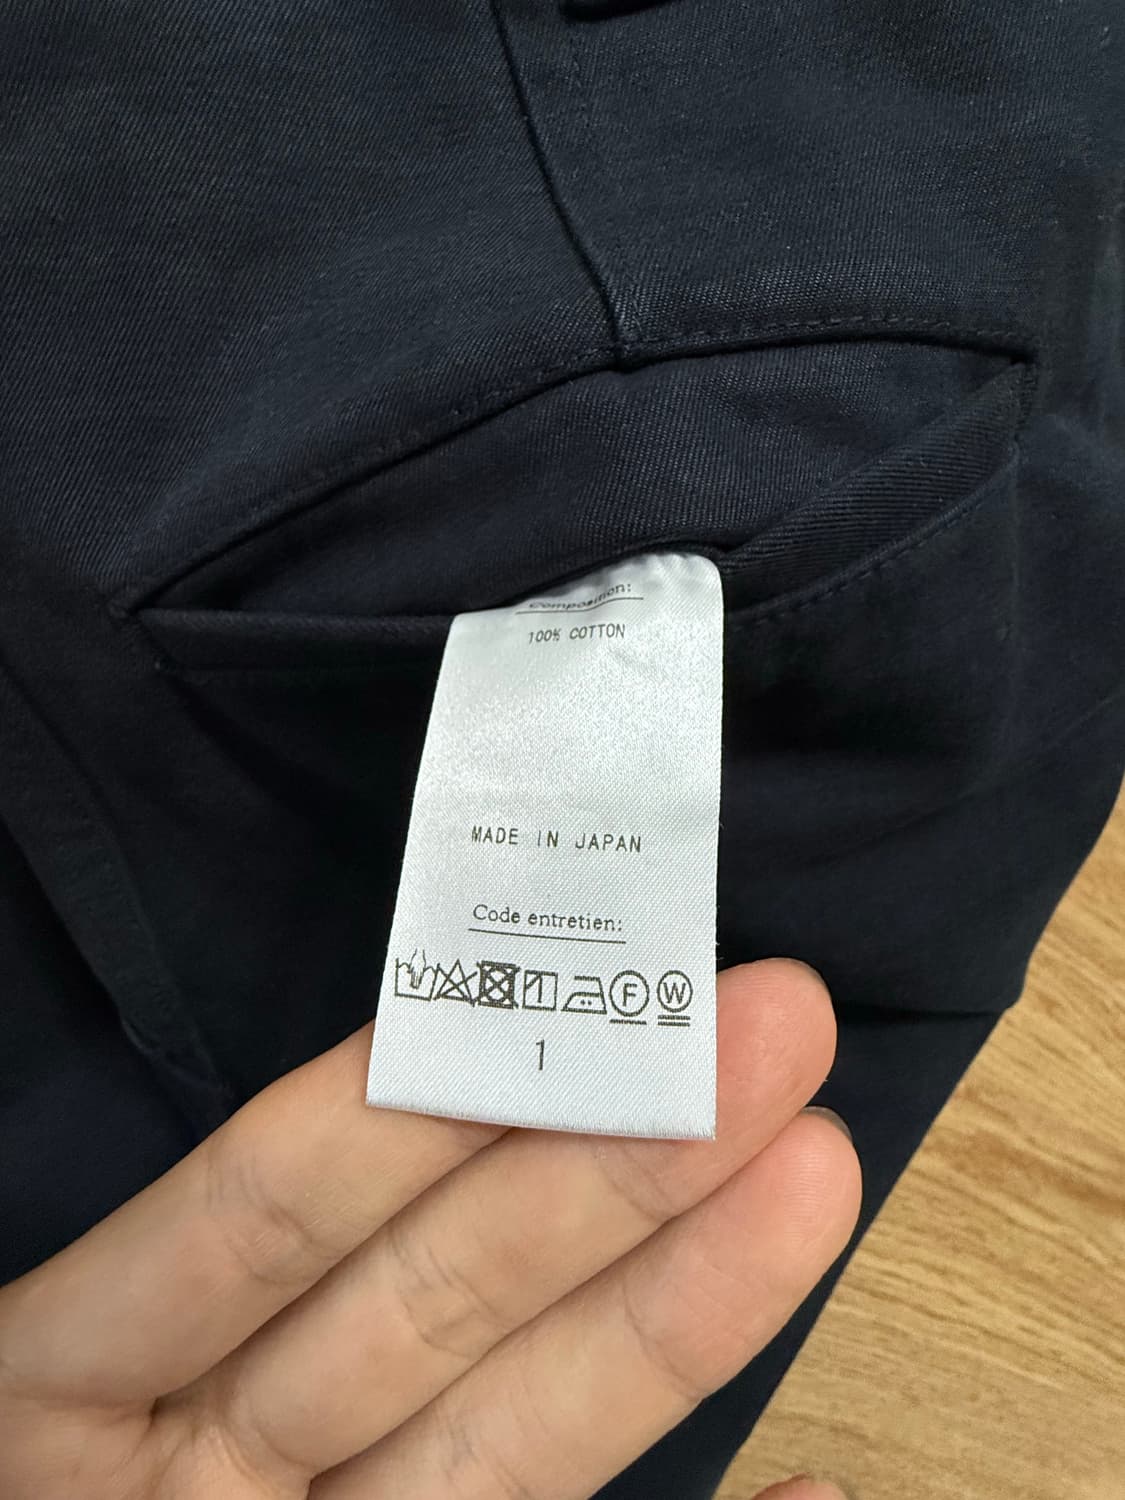 Composition:
100% COTTON
MADE IN JAPAN
Code entretien:
F W
1